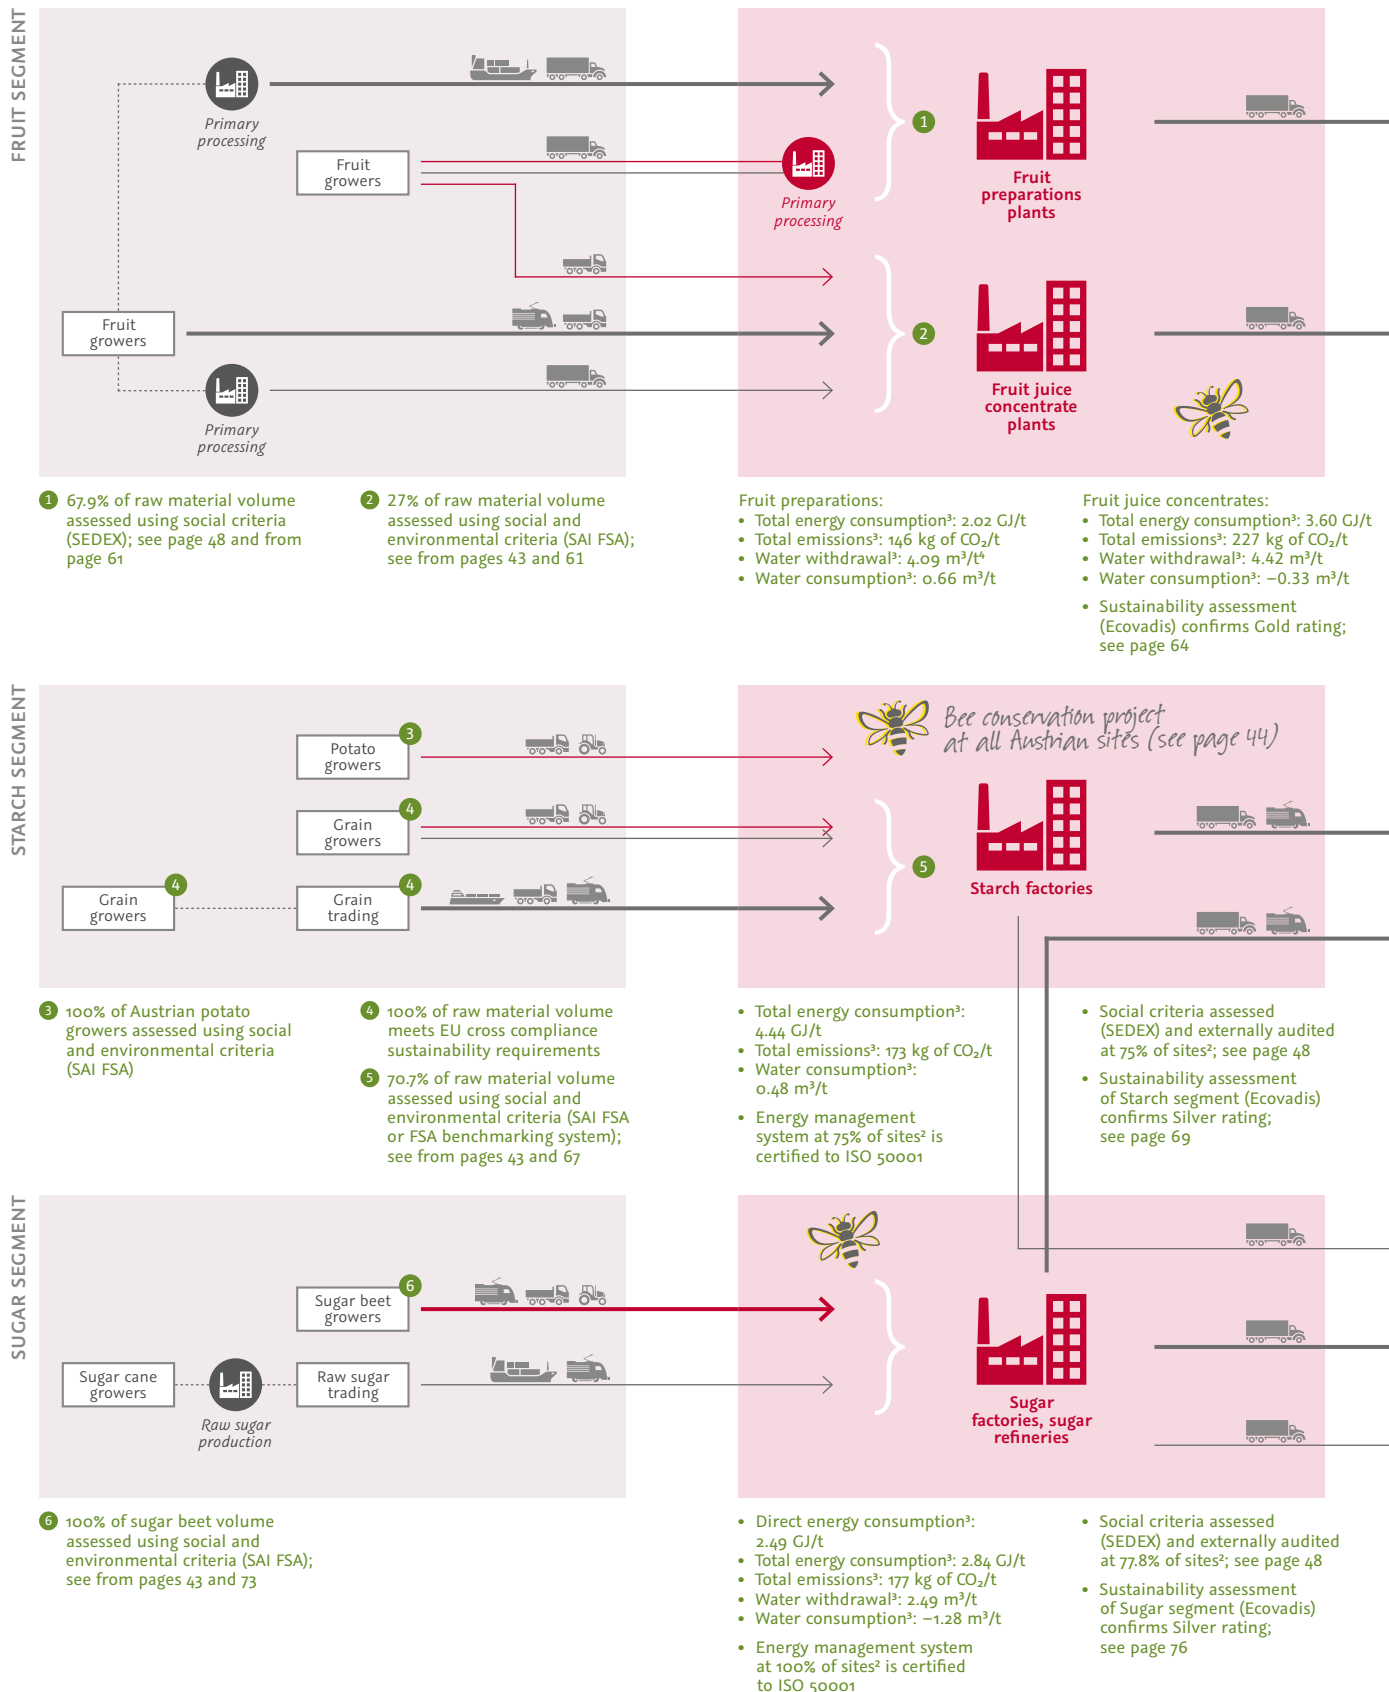 FRUIT SEGMENT
Primary
processing
Fruit
growers
Primary
processing
1
Fruit
preparations
plants
Fruit
growers
Primary
processing
2
Fruit juice
concentrate
plants
1 67.9% of raw material volume
assessed using social criteria
(SEDEX); see page 48 and from
page 61
2 27% of raw material volume
assessed using social and
environmental criteria (SAI FSA);
see from pages 43 and 61
Fruit preparations:
• Total energy consumption³: 2.02 GJ/t
• Total emissions³: 146 kg of CO₂/t
• Water withdrawal³: 4.09 m³/t⁴
• Water consumption³: 0.66 m³/t
Fruit juice concentrates:
• Total energy consumption³: 3.60 GJ/t
• Total emissions³: 227 kg of CO₂/t
• Water withdrawal³: 4.42 m³/t
• Water consumption³: –0.33 m³/t
• Sustainability assessment
(Ecovadis) confirms Gold rating;
see page 64
STARCH SEGMENT
Potato
growers
3
Grain
growers
4
Grain
growers
4
Grain
trading
4
Bee conservation project
at all Austrian sites (see page 44)
5
Starch factories
3 100% of Austrian potato
growers assessed using social
and environmental criteria
(SAI FSA)
4 100% of raw material volume
meets EU cross compliance
sustainability requirements
5 70.7% of raw material volume
assessed using social and
environmental criteria (SAI FSA
or FSA benchmarking system);
see from pages 43 and 67
• Total energy consumption³:
4.44 GJ/t
• Total emissions³: 173 kg of CO₂/t
• Water consumption³:
0.48 m³/t
• Energy management
system at 75% of sites² is
certified to ISO 50001
• Social criteria assessed
(SEDEX) and externally audited
at 75% of sites²; see page 48
• Sustainability assessment
of Starch segment (Ecovadis)
confirms Silver rating;
see page 69
SUGAR SEGMENT
Sugar beet
growers
6
Sugar cane
growers
Raw sugar
production
Raw sugar
trading
Sugar
factories, sugar
refineries
6 100% of sugar beet volume
assessed using social and
environmental criteria (SAI FSA);
see from pages 43 and 73
• Direct energy consumption³:
2.49 GJ/t
• Total energy consumption³: 2.84 GJ/t
• Total emissions³: 177 kg of CO₂/t
• Water withdrawal³: 2.49 m³/t
• Water consumption³: –1.28 m³/t
• Energy management system
at 100% of sites² is certified
to ISO 50001
• Social criteria assessed
(SEDEX) and externally audited
at 77.8% of sites²; see page 48
• Sustainability assessment
of Sugar segment (Ecovadis)
confirms Silver rating;
see page 76